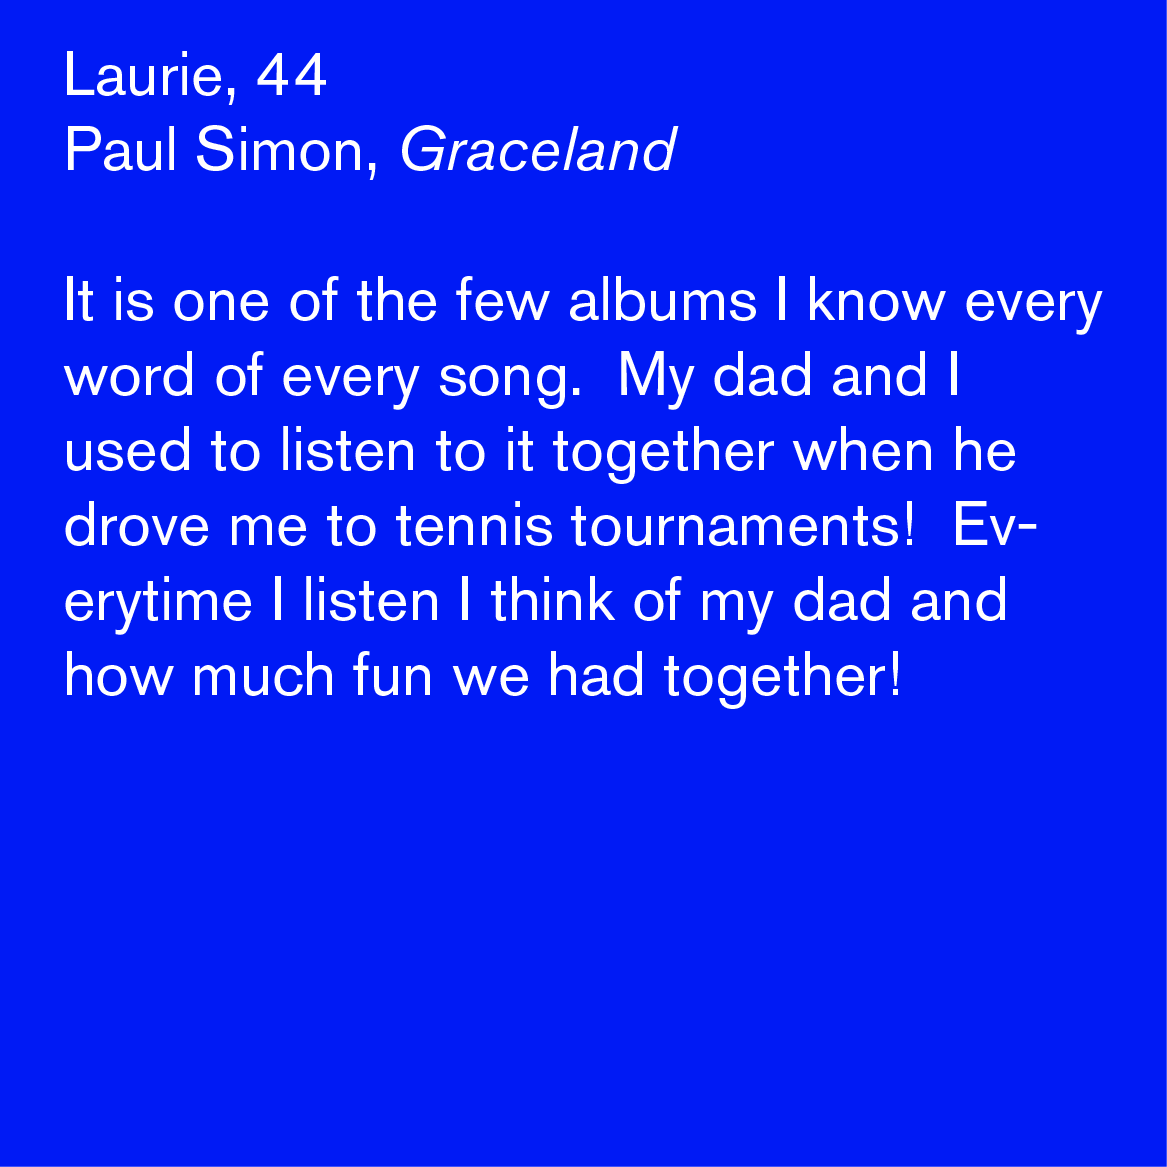 Laurie, 44
Paul Simon, Graceland
It is one of the few albums I know every
word of every song.  My dad and I
used to listen to it together when he
drove me to tennis tournaments!  Ev-
erytime I listen I think of my dad and
how much fun we had together!